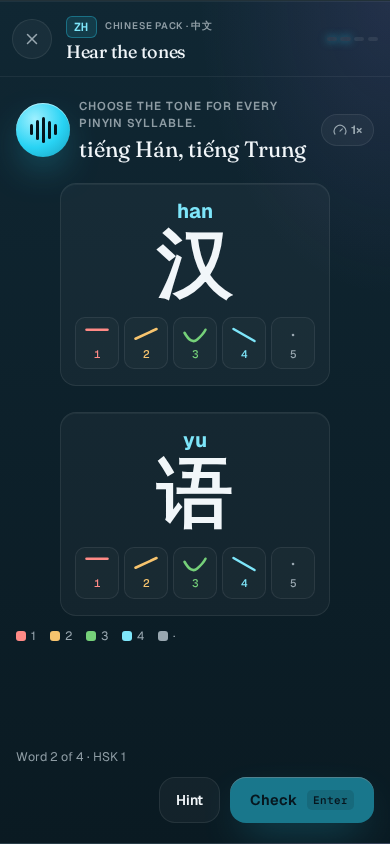 ZH CHINESE PACK · 中文
Hear the tones
CHOOSE THE TONE FOR EVERY
PINYIN SYLLABLE.
tiếng Hán, tiếng Trung
1×
han
汉
1 2 3 4 5
yu
语
1 2 3 4 5
1 2 3 4 ·
Word 2 of 4 · HSK 1
Hint
Check Enter